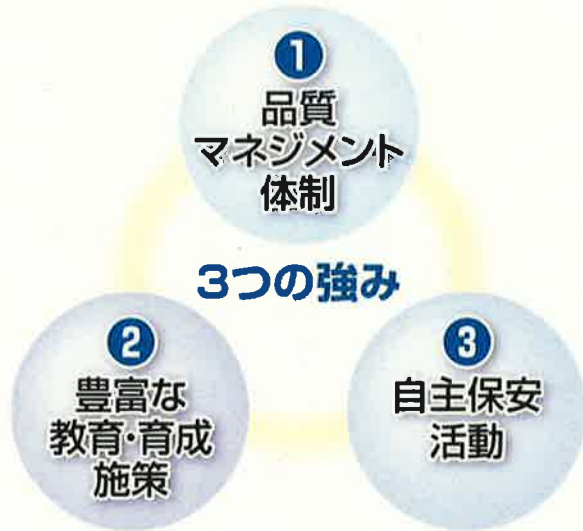 1
品質
マネジメント
体制
3つの強み
2
豊富な
教育・育成
施策
3
自主保安
活動